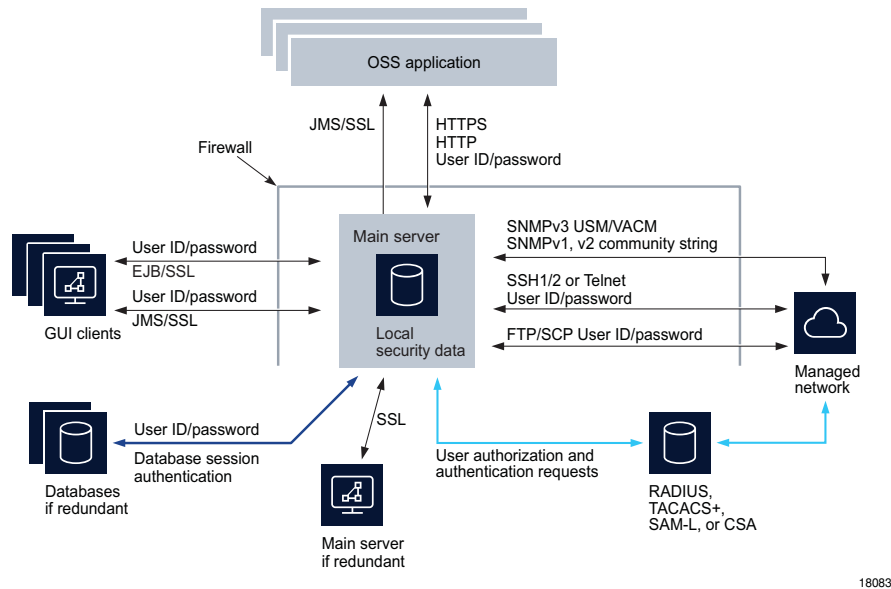 OSS application
JMS/SSL
HTTPS
HTTP
User ID/password
Firewall
Main server
Local
security data
SNMPv3 USM/VACM
SNMPv1, v2 community string
SSH1/2 or Telnet
User ID/password
FTP/SCP User ID/password
User ID/password
EJB/SSL
User ID/password
JMS/SSL
GUI clients
Managed
network
User ID/password
Database session
authentication
Databases
if redundant
SSL
Main server
if redundant
User authorization and
authentication requests
RADIUS,
TACACS+,
SAM-L, or CSA
18083